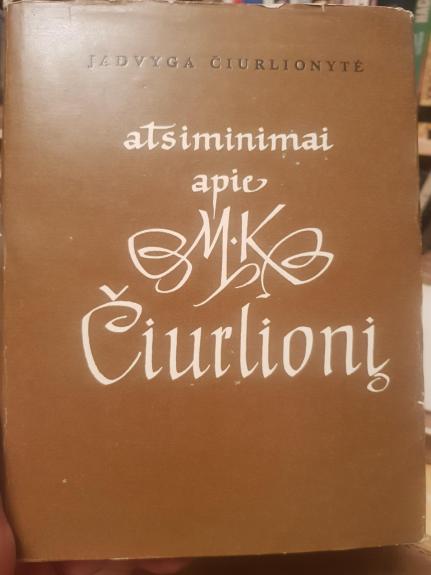 JADVYGA ČIURLIONYTĖ
atsiminimai
apie
M·K
Čiurlionį